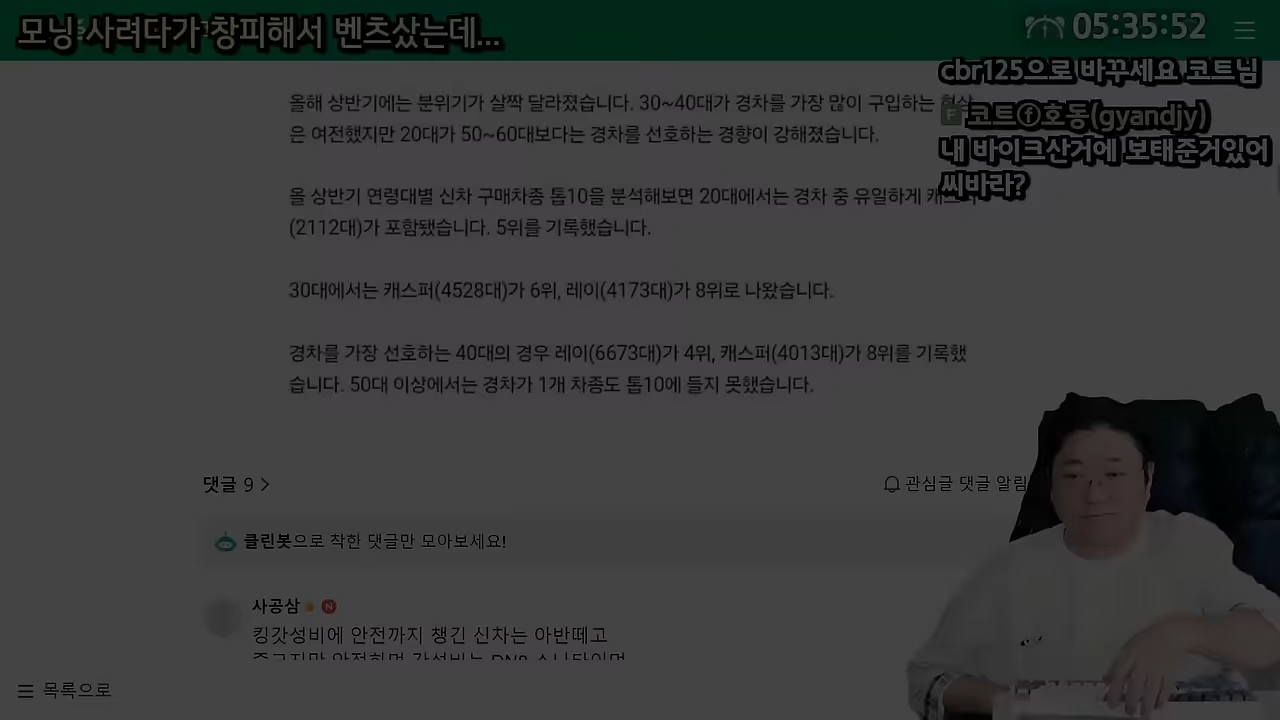 모닝 사려다가 창피해서 벤츠샀는데...
05:35:52
cbr125으로 바꾸세요 코트님
F 코트ⓕ호동(gyandjy)
내 바이크산거에 보태준거있어
씨바라?
올해 상반기에는 분위기가 살짝 달라졌습니다. 30~40대가 경차를 가장 많이 구입하는 현상
은 여전했지만 20대가 50~60대보다는 경차를 선호하는 경향이 강해졌습니다.
올 상반기 연령대별 신차 구매차종 톱10을 분석해보면 20대에서는 경차 중 유일하게 캐스퍼
(2112대)가 포함됐습니다. 5위를 기록했습니다.
30대에서는 캐스퍼(4528대)가 6위, 레이(4173대)가 8위로 나왔습니다.
경차를 가장 선호하는 40대의 경우 레이(6673대)가 4위, 캐스퍼(4013대)가 8위를 기록했
습니다. 50대 이상에서는 경차가 1개 차종도 톱10에 들지 못했습니다.
댓글 9
관심글 댓글 알림
클린봇으로 착한 댓글만 모아보세요!
사공삼 N
킹갓성비에 안전까지 챙긴 신차는 아반떼고
목록으로